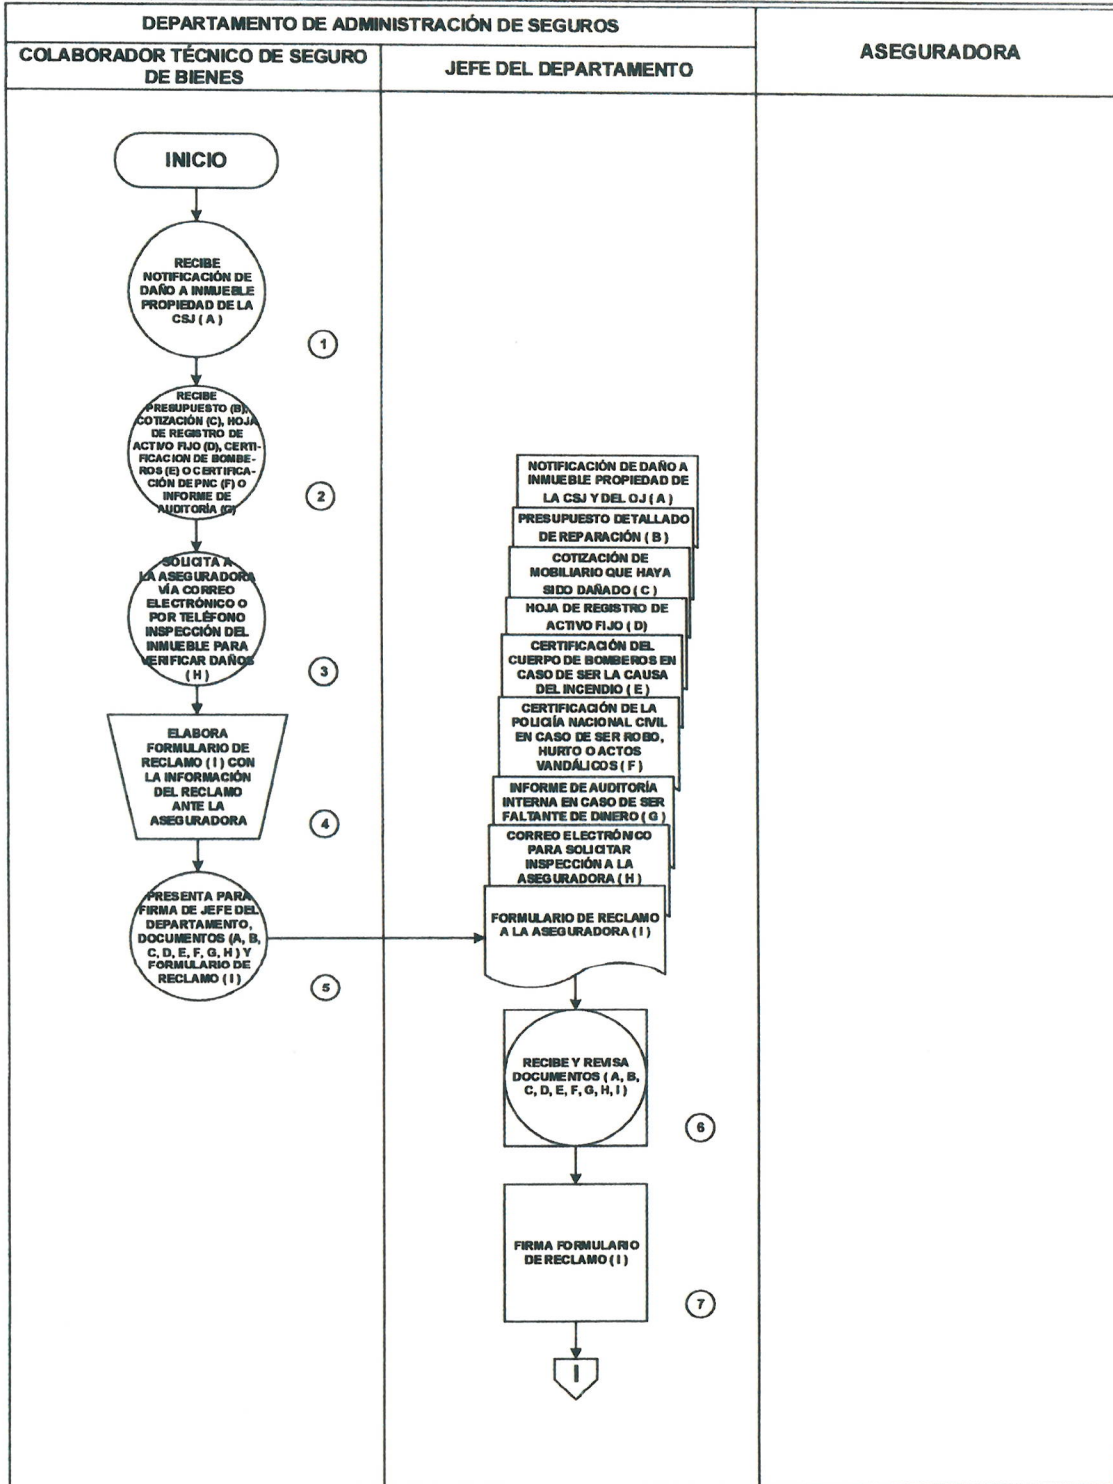 DEPARTAMENTO DE ADMINISTRACIÓN DE SEGUROS
COLABORADOR TÉCNICO DE SEGURO
DE BIENES
JEFE DEL DEPARTAMENTO
ASEGURADORA
INICIO
RECIBE
NOTIFICACIÓN DE
DAÑO A INMUEBLE
PROPIEDAD DE LA
CSJ ( A )
1
RECIBE
PRESUPUESTO (B),
COTIZACIÓN (C), HOJA
DE REGISTRO DE
ACTIVO FIJO (D), CERTI-
FICACION DE BOMBE-
ROS (E) O CERTIFICA-
CIÓN DE PNC (F) O
INFORME DE
AUDITORÍA (G)
2
SOLICITA A
LA ASEGURADORA
VÍA CORREO
ELECTRÓNICO O
POR TELÉFONO
INSPECCIÓN DEL
INMUEBLE PARA
VERIFICAR DAÑOS
( H )
3
ELABORA
FORMULARIO DE
RECLAMO ( I ) CON
LA INFORMACIÓN
DEL RECLAMO
ANTE LA
ASEGURADORA
4
PRESENTA PARA
FIRMA DE JEFE DEL
DEPARTAMENTO,
DOCUMENTOS (A, B,
C, D, E, F, G, H ) Y
FORMULARIO DE
RECLAMO ( I )
5
NOTIFICACIÓN DE DAÑO A
INMUEBLE PROPIEDAD DE
LA CSJ Y DEL OJ ( A )
PRESUPUESTO DETALLADO
DE REPARACIÓN ( B )
COTIZACIÓN DE
MOBILIARIO QUE HAYA
SIDO DAÑADO ( C )
HOJA DE REGISTRO DE
ACTIVO FIJO ( D)
CERTIFICACIÓN DEL
CUERPO DE BOMBEROS EN
CASO DE SER LA CAUSA
DEL INCENDIO ( E )
CERTIFICACIÓN DE LA
POLICÍA NACIONAL CIVIL
EN CASO DE SER ROBO,
HURTO O ACTOS
VANDÁLICOS ( F )
INFORME DE AUDITORÍA
INTERNA EN CASO DE SER
FALTANTE DE DINERO ( G )
CORREO ELECTRÓNICO
PARA SOLICITAR
INSPECCIÓN A LA
ASEGURADORA ( H )
FORMULARIO DE RECLAMO
A LA ASEGURADORA ( I )
RECIBE Y REVISA
DOCUMENTOS ( A, B,
C, D, E, F, G, H, I )
6
FIRMA FORMULARIO
DE RECLAMO ( I )
7
I